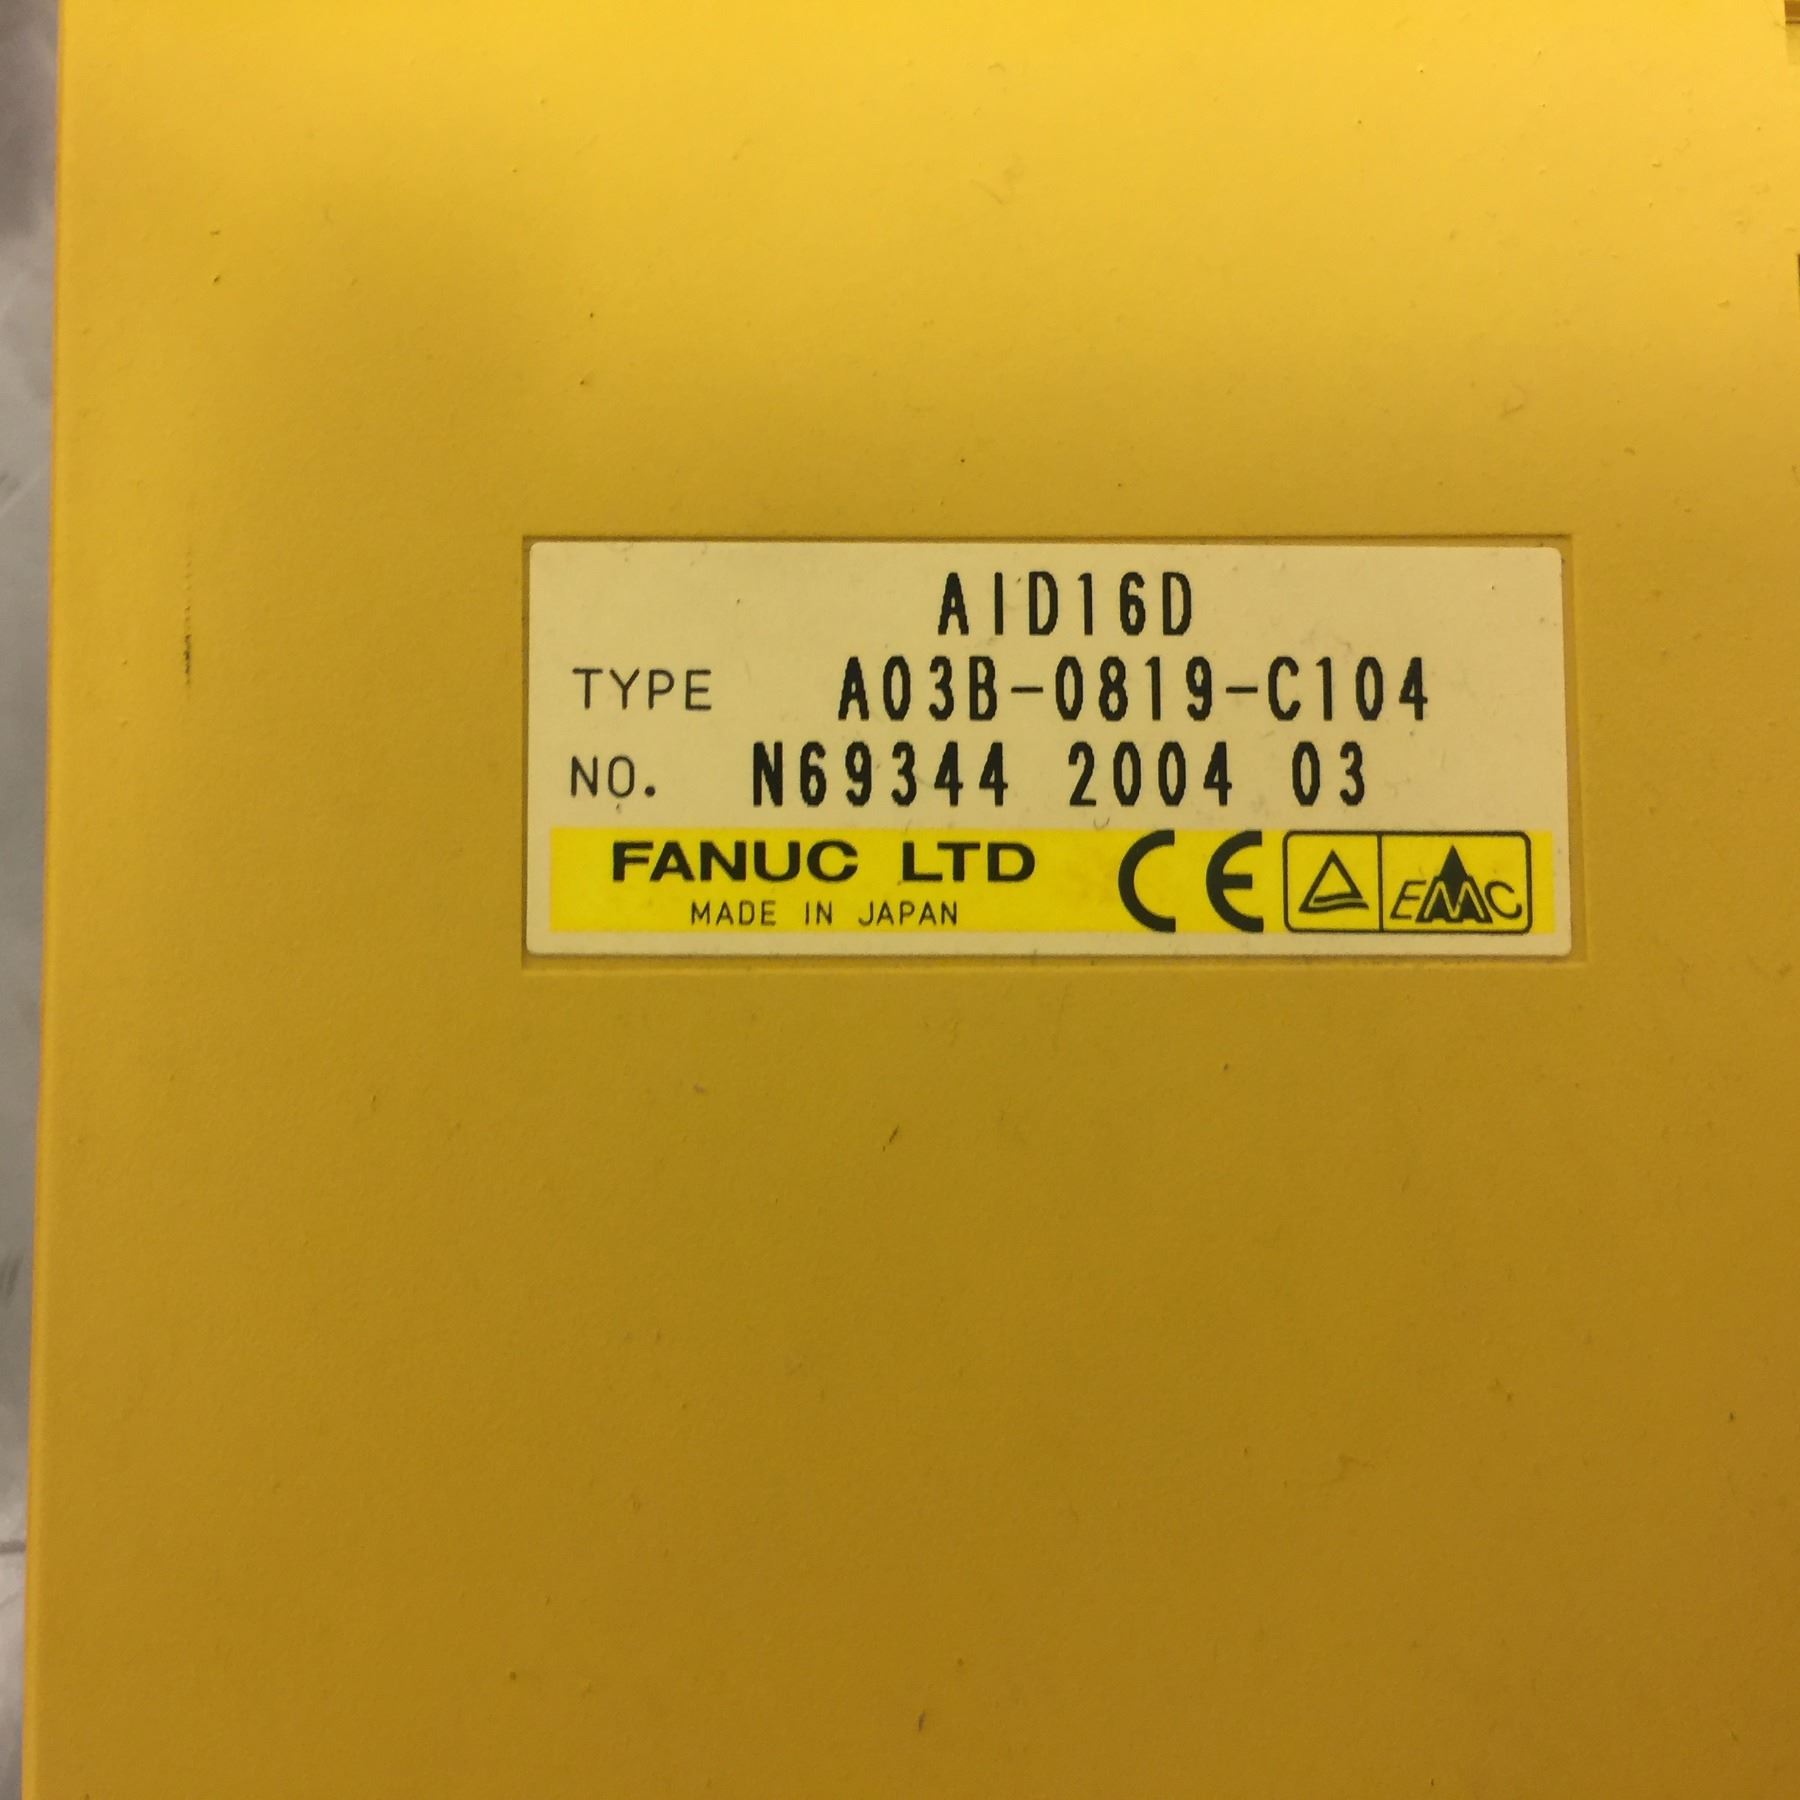 AID16D
TYPE A03B-0819-C104
NO. N69344 2004 03
FANUC LTD CE EMC
MADE IN JAPAN